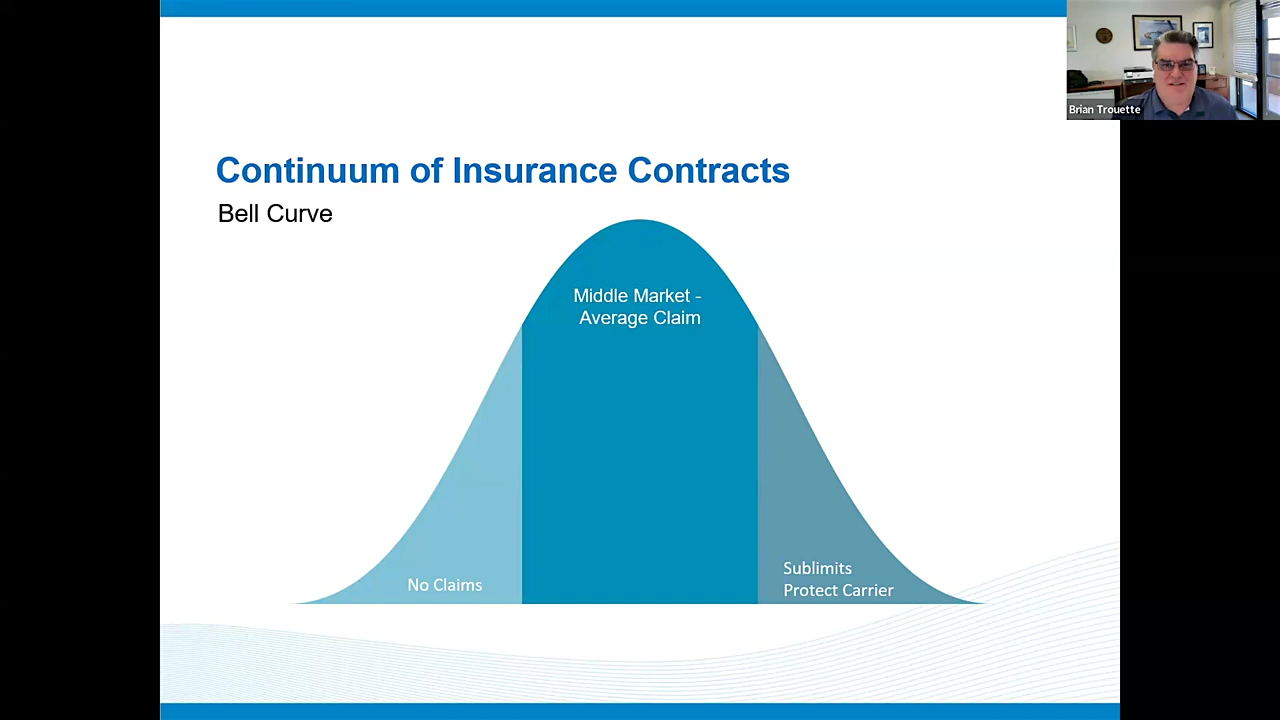 Brian Trouette
Continuum of Insurance Contracts
Bell Curve
Middle Market -
Average Claim
No Claims
Sublimits
Protect Carrier